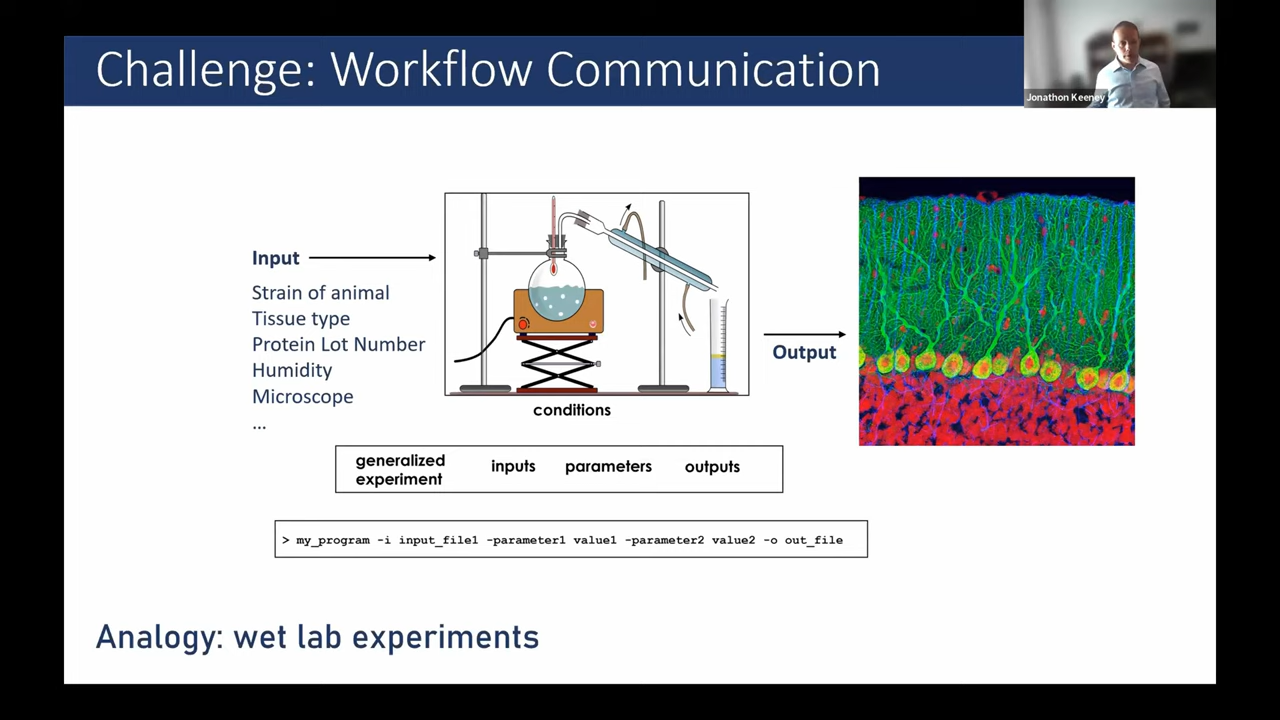 Challenge: Workflow Communication
Jonathon Keeney
Input
Strain of animal
Tissue type
Protein Lot Number
Humidity
Microscope
...
conditions
Output
generalized
experiment
inputs
parameters
outputs
> my_program -i input_file1 -parameter1 value1 -parameter2 value2 -o out_file
Analogy: wet lab experiments